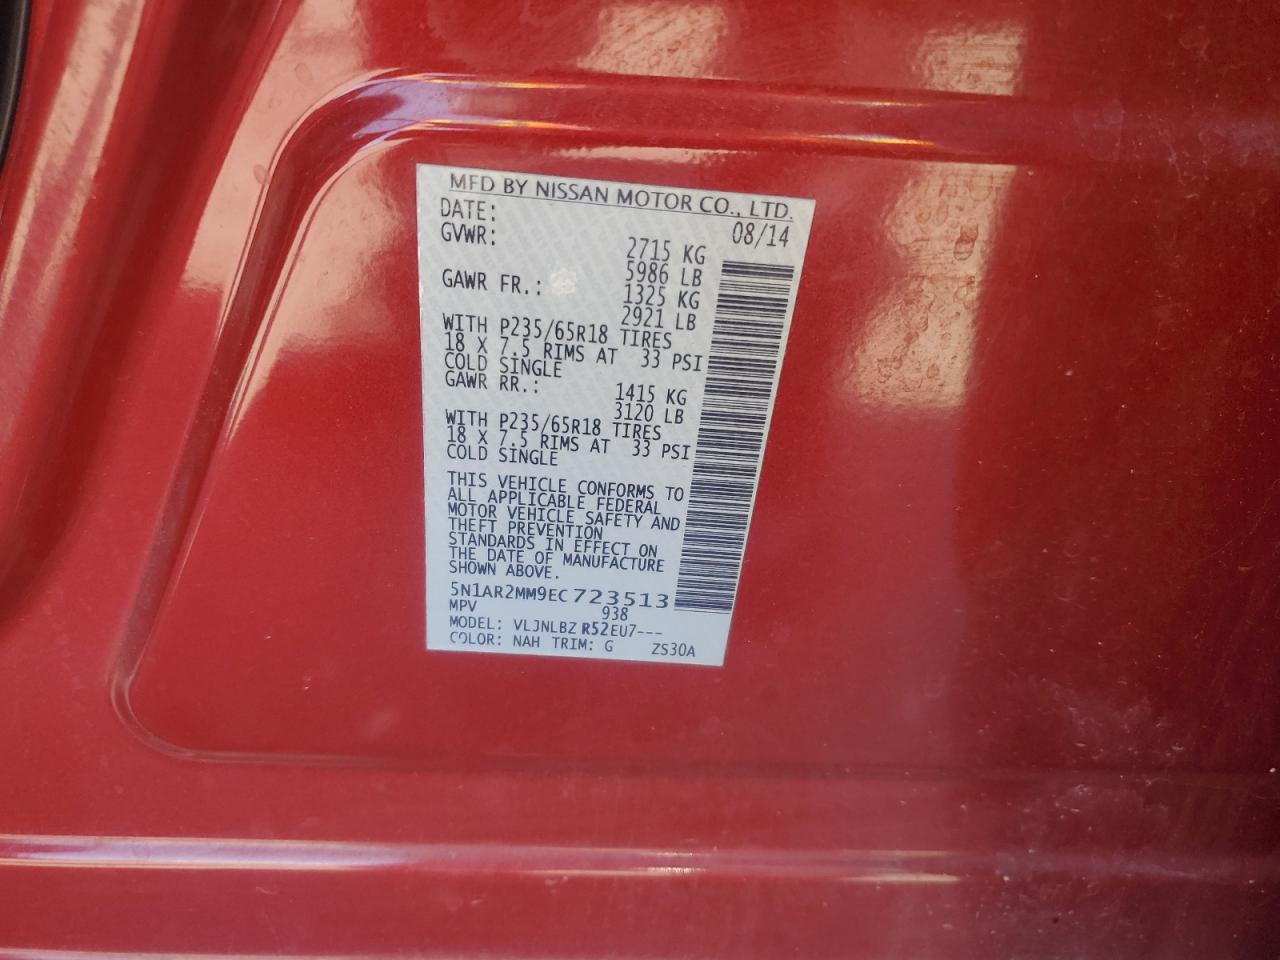 MFD BY NISSAN MOTOR CO., LTD.
DATE: 08/14
GVWR: 2715 KG
5986 LB
GAWR FR.: 1325 KG
2921 LB
WITH P235/65R18 TIRES
18 X 7.5 RIMS AT 33 PSI
COLD SINGLE
GAWR RR.: 1415 KG
3120 LB
WITH P235/65R18 TIRES
18 X 7.5 RIMS AT 33 PSI
COLD SINGLE
THIS VEHICLE CONFORMS TO
ALL APPLICABLE FEDERAL
MOTOR VEHICLE SAFETY AND
THEFT PREVENTION
STANDARDS IN EFFECT ON
THE DATE OF MANUFACTURE
SHOWN ABOVE.
5N1AR2MM9EC723513
MPV 938
MODEL: VLJNLBZ R52EU7---
COLOR: NAH TRIM: G ZS30A